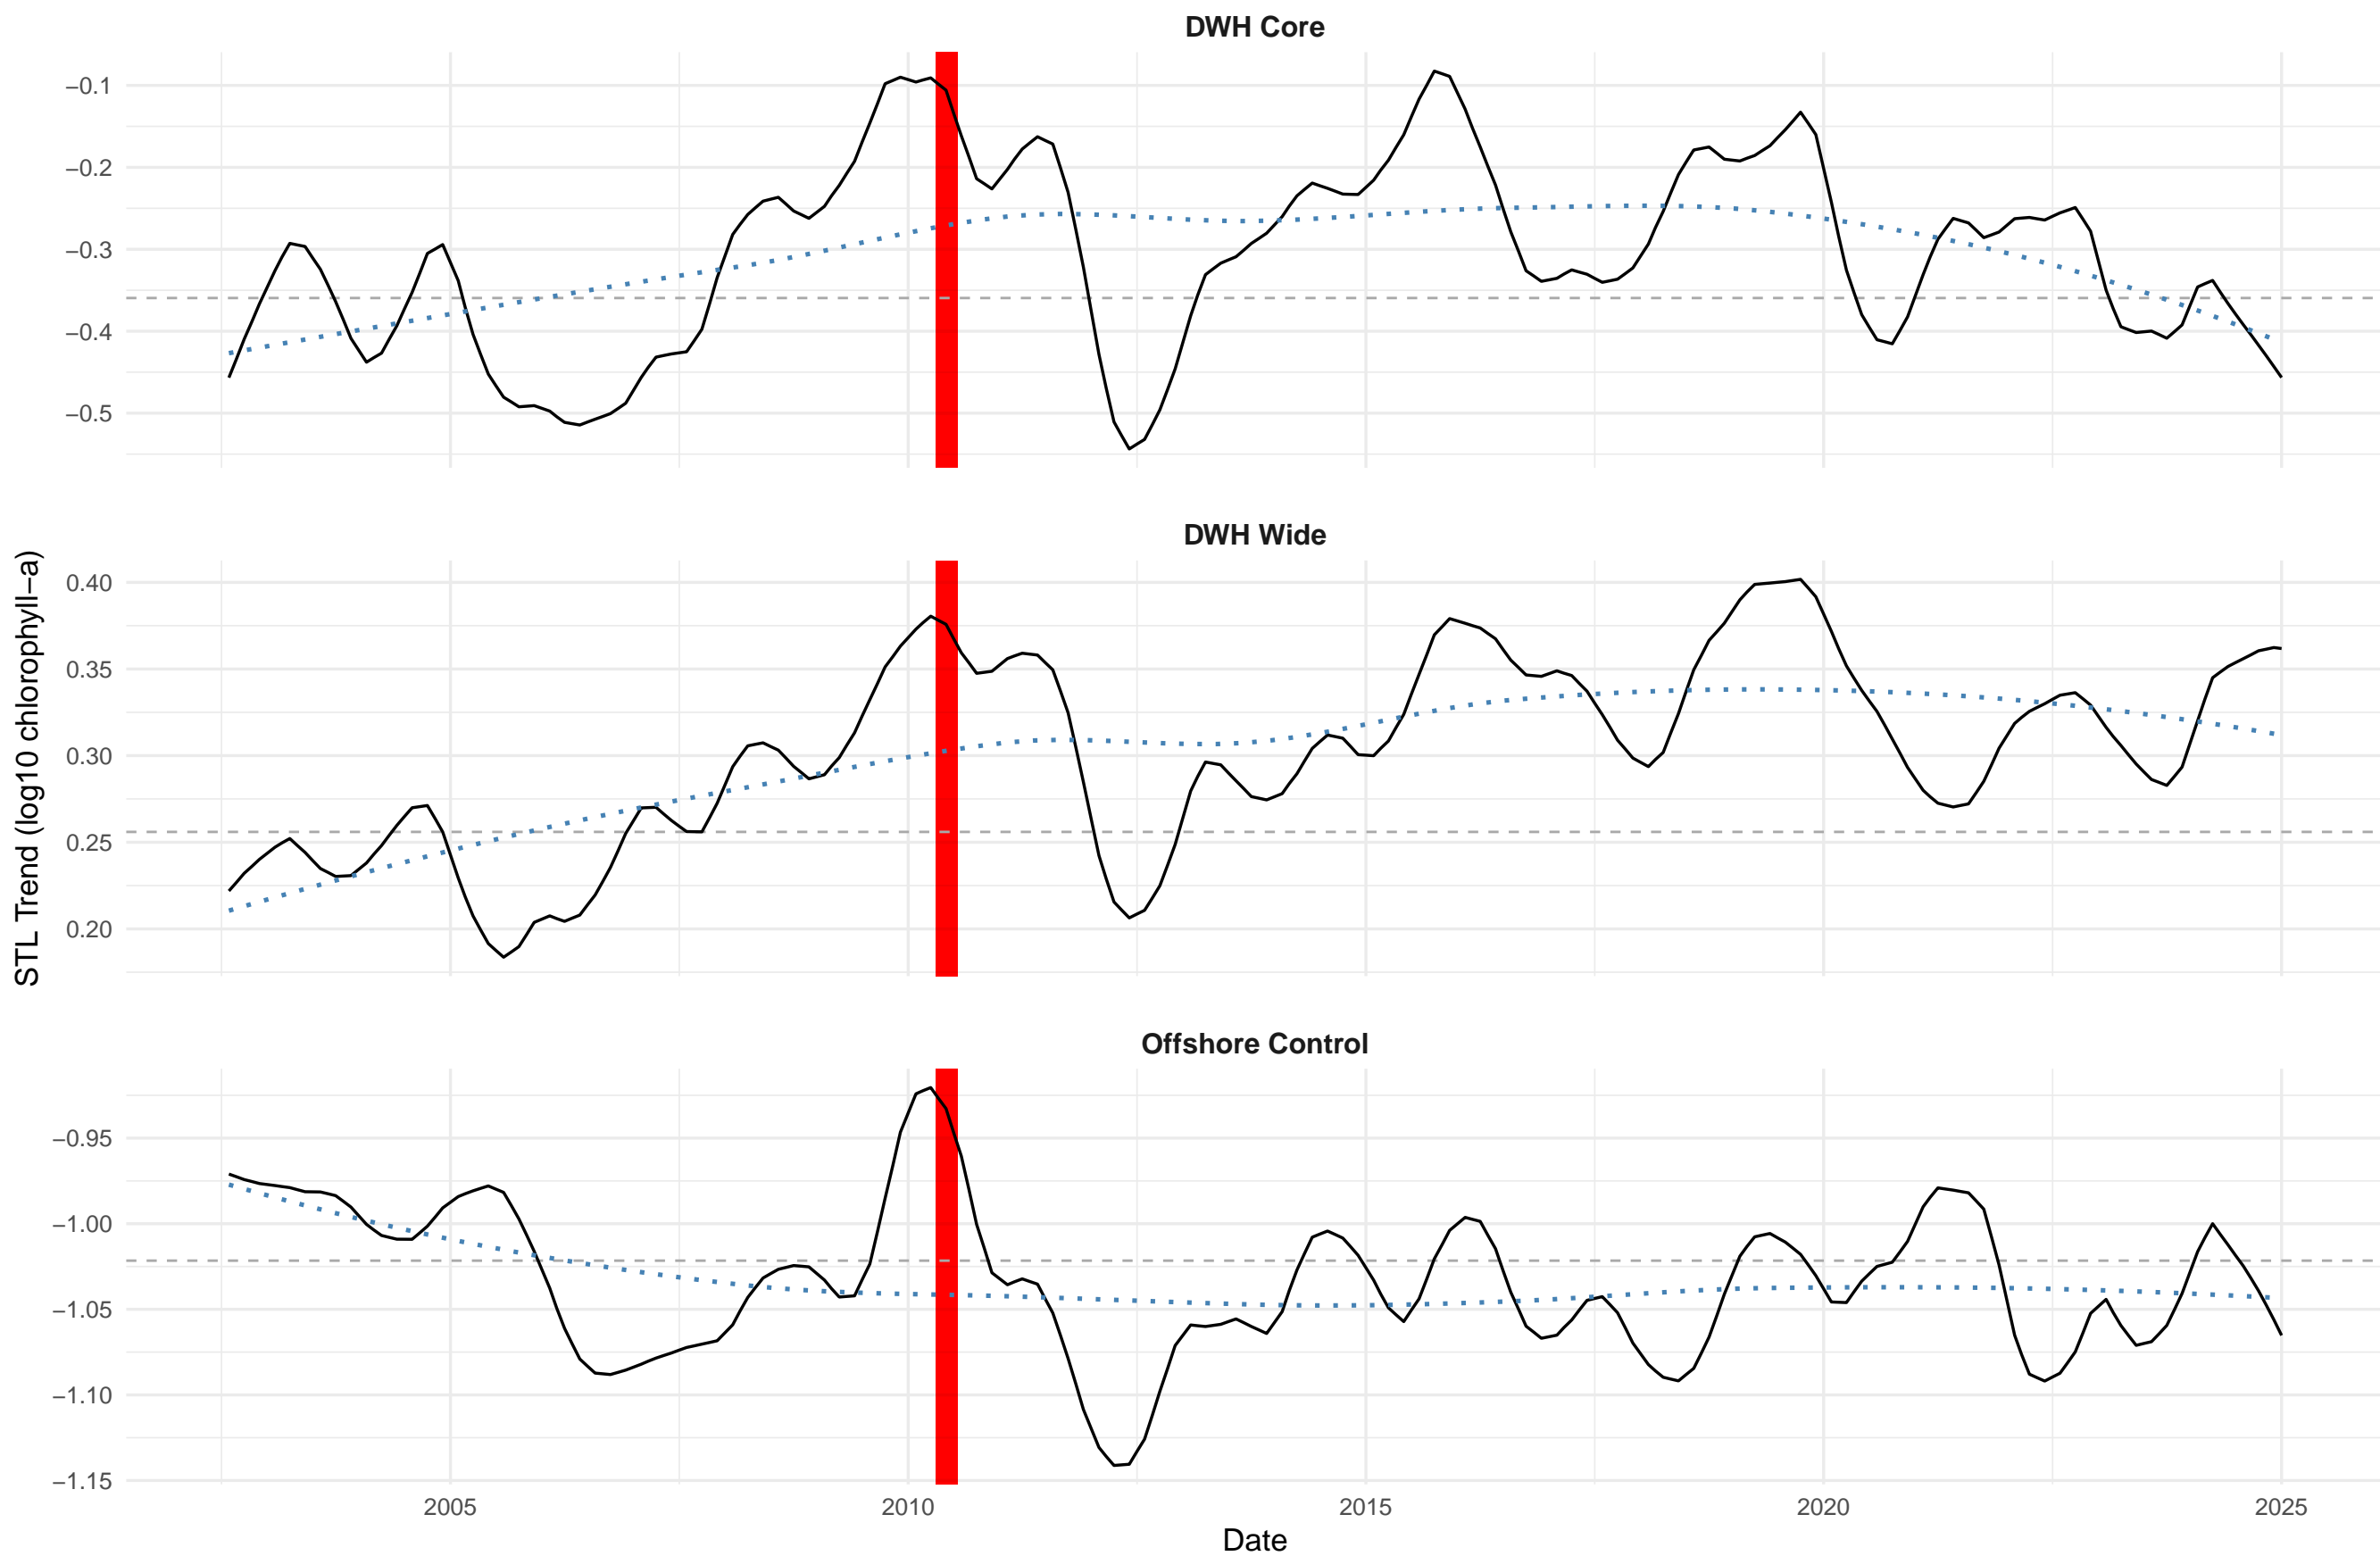 DWH Core
−0.1
−0.2
−0.3
−0.4
−0.5
DWH Wide
0.40
0.35
0.30
0.25
0.20
STL Trend (log10 chlorophyll−a)
Offshore Control
−0.95
−1.00
−1.05
−1.10
−1.15
2005 2010 2015 2020 2025
Date